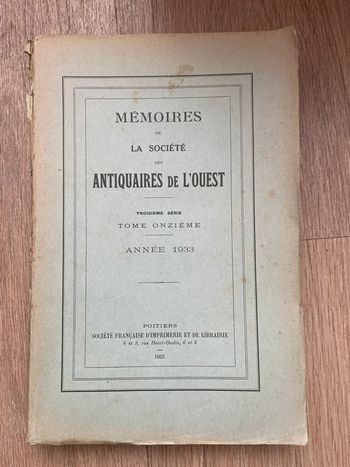 MÉMOIRES
DE
LA SOCIÉTÉ
DES
ANTIQUAIRES DE L'OUEST
TROISIÈME SÉRIE
TOME ONZIÈME
ANNÉE 1933
POITIERS
SOCIÉTÉ FRANÇAISE D'IMPRIMERIE ET DE LIBRAIRIE
6 et 8, rue Henri-Oudin, 6 et 8
1933